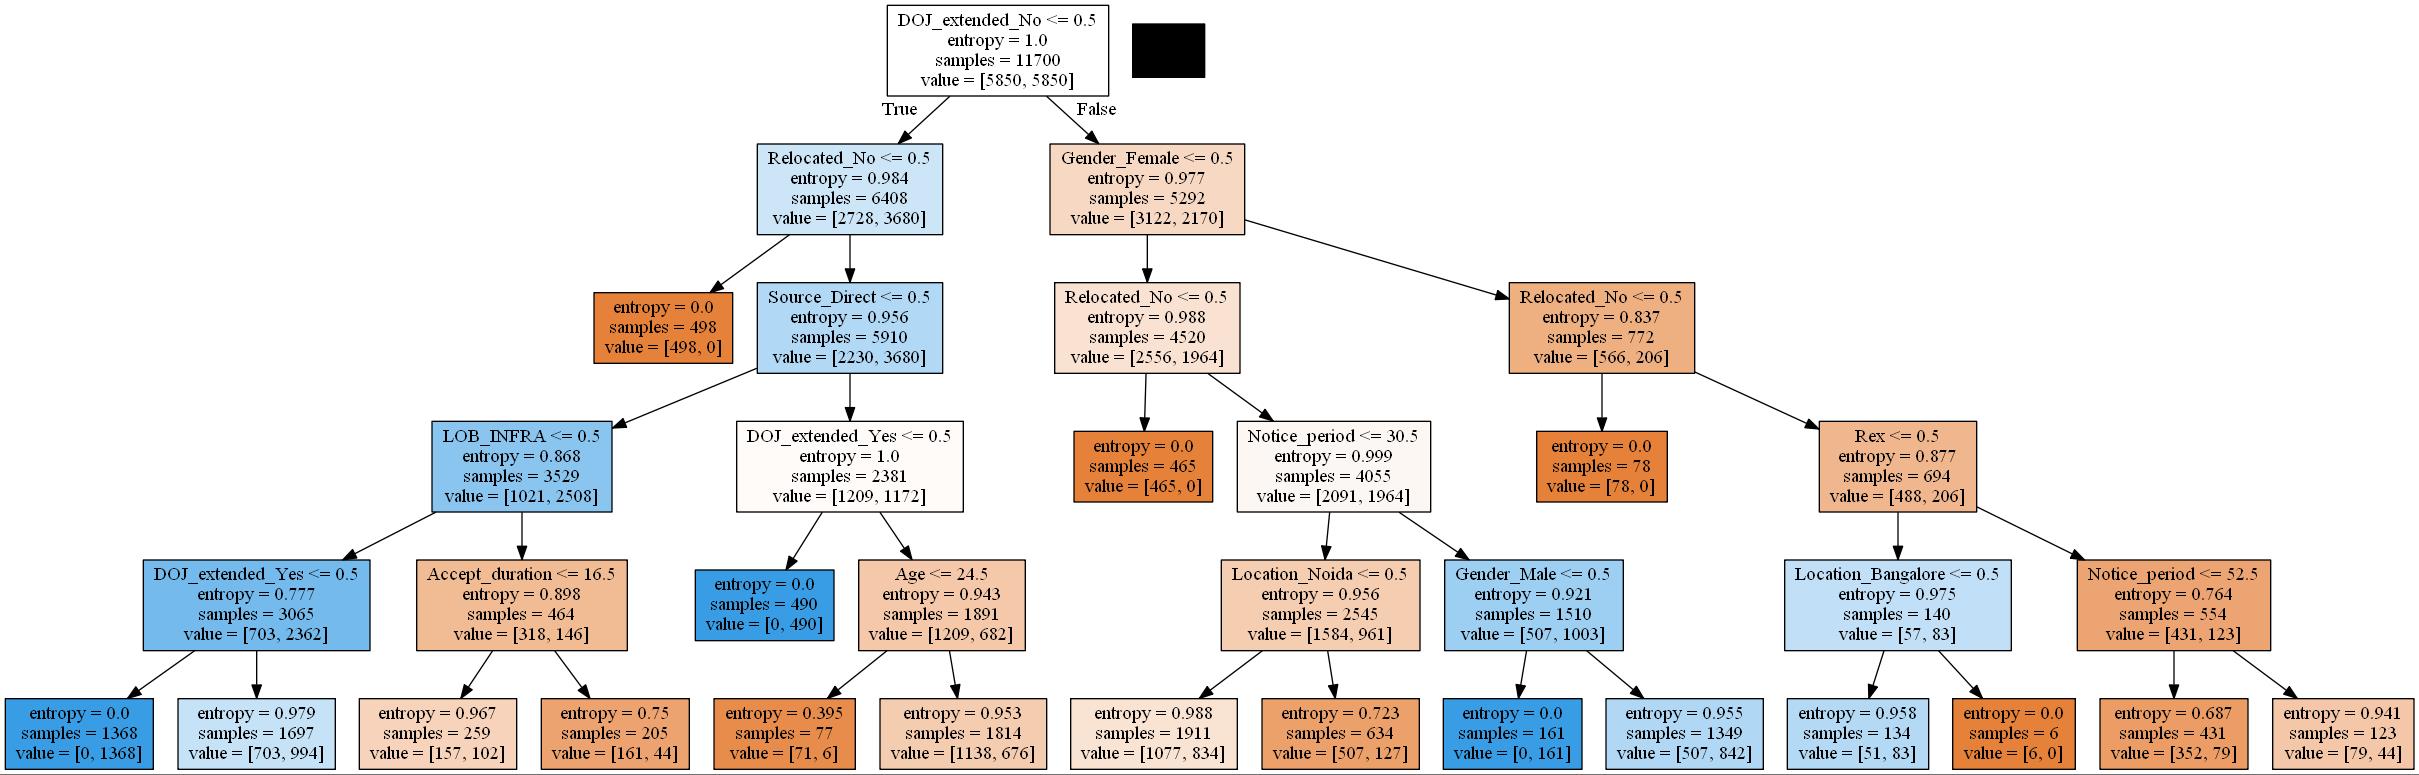 DOJ_extended_No <= 0.5
entropy = 1.0
samples = 11700
value = [5850, 5850]
True
False
Relocated_No <= 0.5
entropy = 0.984
samples = 6408
value = [2728, 3680]
Gender_Female <= 0.5
entropy = 0.977
samples = 5292
value = [3122, 2170]
entropy = 0.0
samples = 498
value = [498, 0]
Source_Direct <= 0.5
entropy = 0.956
samples = 5910
value = [2230, 3680]
Relocated_No <= 0.5
entropy = 0.988
samples = 4520
value = [2556, 1964]
Relocated_No <= 0.5
entropy = 0.837
samples = 772
value = [566, 206]
LOB_INFRA <= 0.5
entropy = 0.868
samples = 3529
value = [1021, 2508]
DOJ_extended_Yes <= 0.5
entropy = 1.0
samples = 2381
value = [1209, 1172]
entropy = 0.0
samples = 465
value = [465, 0]
Notice_period <= 30.5
entropy = 0.999
samples = 4055
value = [2091, 1964]
entropy = 0.0
samples = 78
value = [78, 0]
Rex <= 0.5
entropy = 0.877
samples = 694
value = [488, 206]
DOJ_extended_Yes <= 0.5
entropy = 0.777
samples = 3065
value = [703, 2362]
Accept_duration <= 16.5
entropy = 0.898
samples = 464
value = [318, 146]
entropy = 0.0
samples = 490
value = [0, 490]
Age <= 24.5
entropy = 0.943
samples = 1891
value = [1209, 682]
Location_Noida <= 0.5
entropy = 0.956
samples = 2545
value = [1584, 961]
Gender_Male <= 0.5
entropy = 0.921
samples = 1510
value = [507, 1003]
Location_Bangalore <= 0.5
entropy = 0.975
samples = 140
value = [57, 83]
Notice_period <= 52.5
entropy = 0.764
samples = 554
value = [431, 123]
entropy = 0.0
samples = 1368
value = [0, 1368]
entropy = 0.979
samples = 1697
value = [703, 994]
entropy = 0.967
samples = 259
value = [157, 102]
entropy = 0.75
samples = 205
value = [161, 44]
entropy = 0.395
samples = 77
value = [71, 6]
entropy = 0.953
samples = 1814
value = [1138, 676]
entropy = 0.988
samples = 1911
value = [1077, 834]
entropy = 0.723
samples = 634
value = [507, 127]
entropy = 0.0
samples = 161
value = [0, 161]
entropy = 0.955
samples = 1349
value = [507, 842]
entropy = 0.958
samples = 134
value = [51, 83]
entropy = 0.0
samples = 6
value = [6, 0]
entropy = 0.687
samples = 431
value = [352, 79]
entropy = 0.941
samples = 123
value = [79, 44]